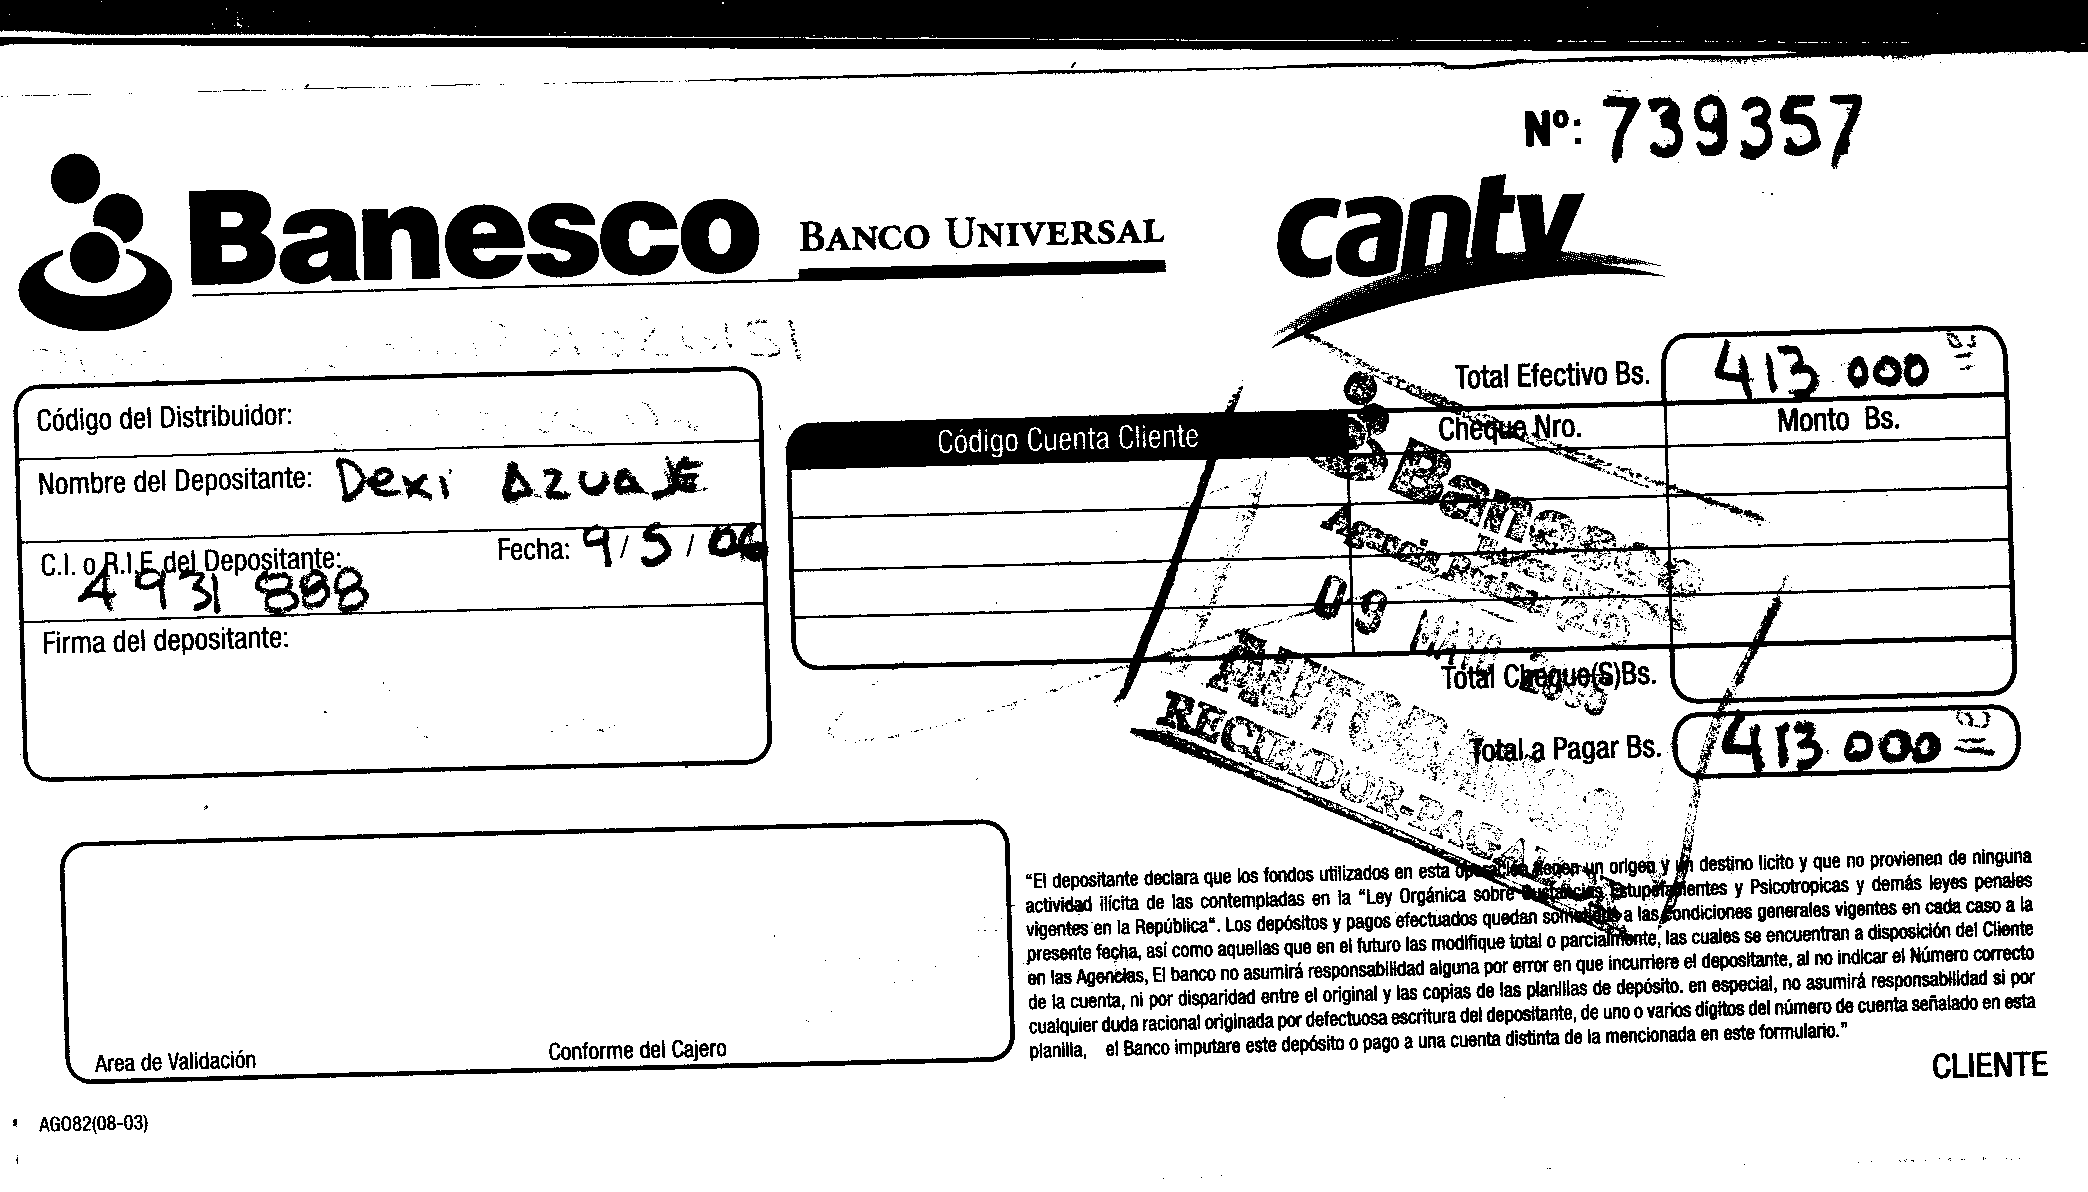 Nº: 739357
Banesco BANCO UNIVERSAL
cantv
Total Efectivo Bs. 413 000
Código del Distribuidor:
Nombre del Depositante: Dexi Azuaje
C.I. o R.I.F. del Depositante: Fecha: 9/5/06
4931 888
Firma del depositante:
Código Cuenta Cliente
Cheque Nro.
Monto Bs.
Banesco
Agencia
09 MAYO
AUTOBANCO
RECIBIDOR-PAGADOR
Total Cheque(S)Bs.
Total a Pagar Bs. 413.000
Area de Validación
Conforme del Cajero
"El depositante declara que los fondos utilizados en esta operación tienen un origen y un destino licito y que no provienen de ninguna
actividad ilícita de las contempladas en la "Ley Orgánica sobre Sustancias Estupefacientes y Psicotropicas y demás leyes penales
vigentes en la República". Los depósitos y pagos efectuados quedan sometidos a las condiciones generales vigentes en cada caso a la
presente fecha, así como aquellas que en el futuro las modifique total o parcialmente, las cuales se encuentran a disposición del Cliente
en las Agencias, El banco no asumirá responsabilidad alguna por error en que incurriere el depositante, al no indicar el Número correcto
de la cuenta, ni por disparidad entre el original y las copias de las planillas de depósito. en especial, no asumirá responsabilidad si por
cualquier duda racional originada por defectuosa escritura del depositante, de uno o varios dígitos del número de cuenta señalado en esta
planilla, el Banco imputare este depósito o pago a una cuenta distinta de la mencionada en este formulario."
CLIENTE
AGO82(08-03)